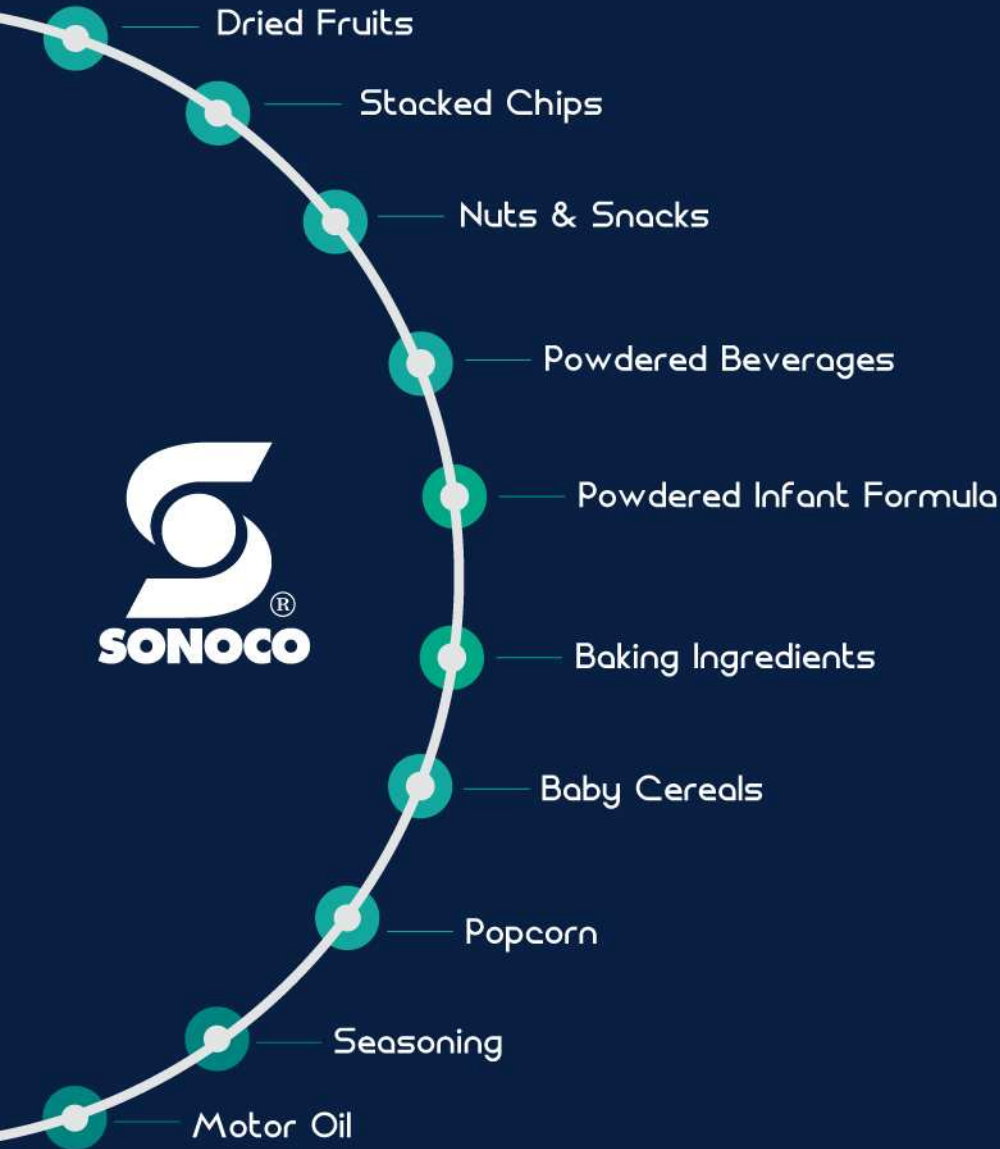 Dried Fruits
Stacked Chips
Nuts & Snacks
Powdered Beverages
Powdered Infant Formula
®
SONOCO
Baking Ingredients
Baby Cereals
Popcorn
Seasoning
Motor Oil